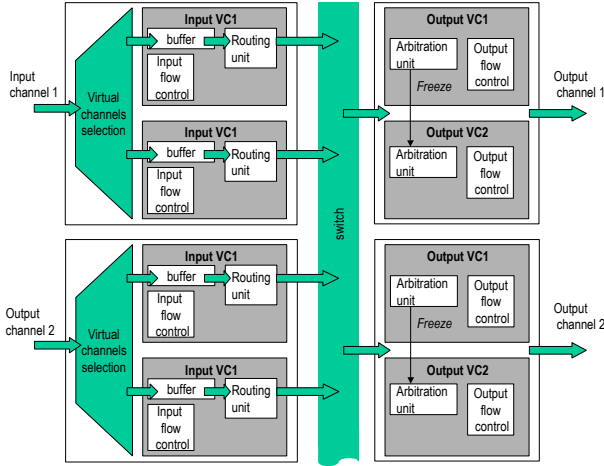 Input
channel 1
Virtual
channels
selection
Input VC1
buffer
Routing
unit
Input
flow
control
Input VC1
buffer
Routing
unit
Input
flow
control
Output
channel 2
Virtual
channels
selection
Input VC1
buffer
Routing
unit
Input
flow
control
Input VC1
buffer
Routing
unit
Input
flow
control
switch
Output VC1
Arbitration
unit
Output
flow
control
Freeze
Output VC2
Arbitration unit
Output
flow
control
Output
channel 1
Output VC1
Arbitration
unit
Output
flow
control
Freeze
Output VC2
Arbitration unit
Output
flow
control
Output
channel 2